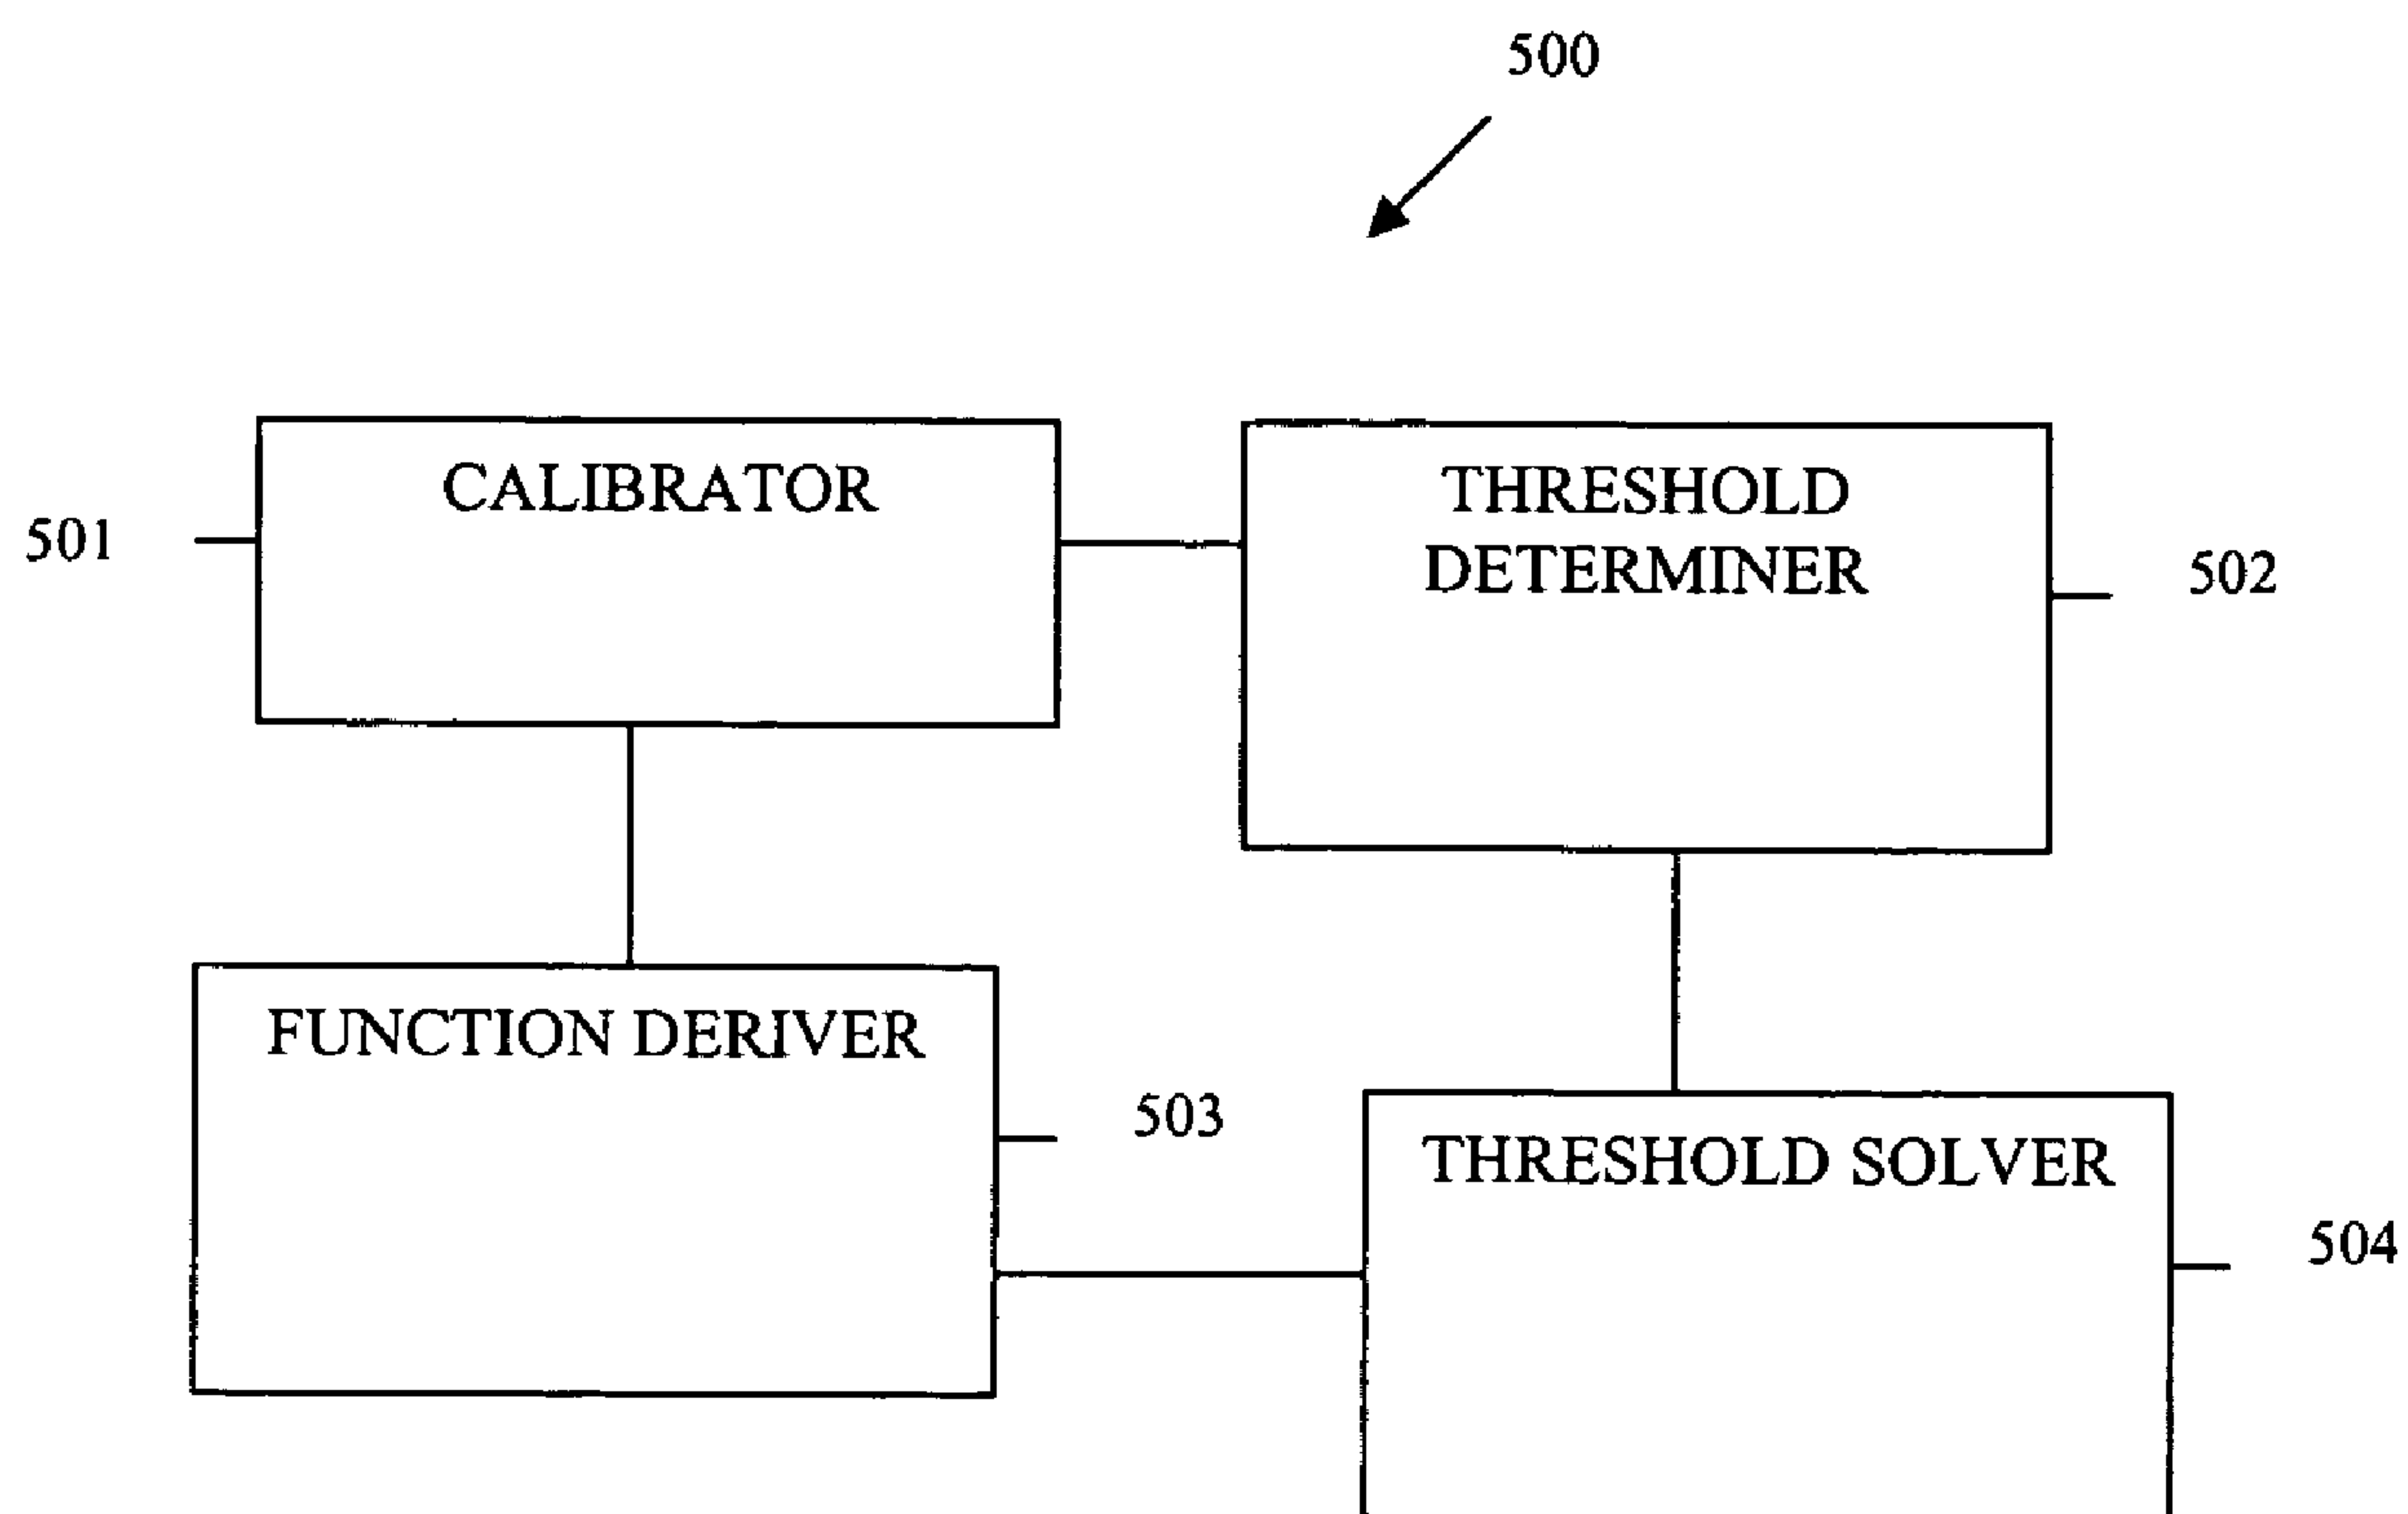 500
CALIBRATOR
THRESHOLD
DETERMINER
501
502
FUNCTION DERIVER
503
THRESHOLD SOLVER
504